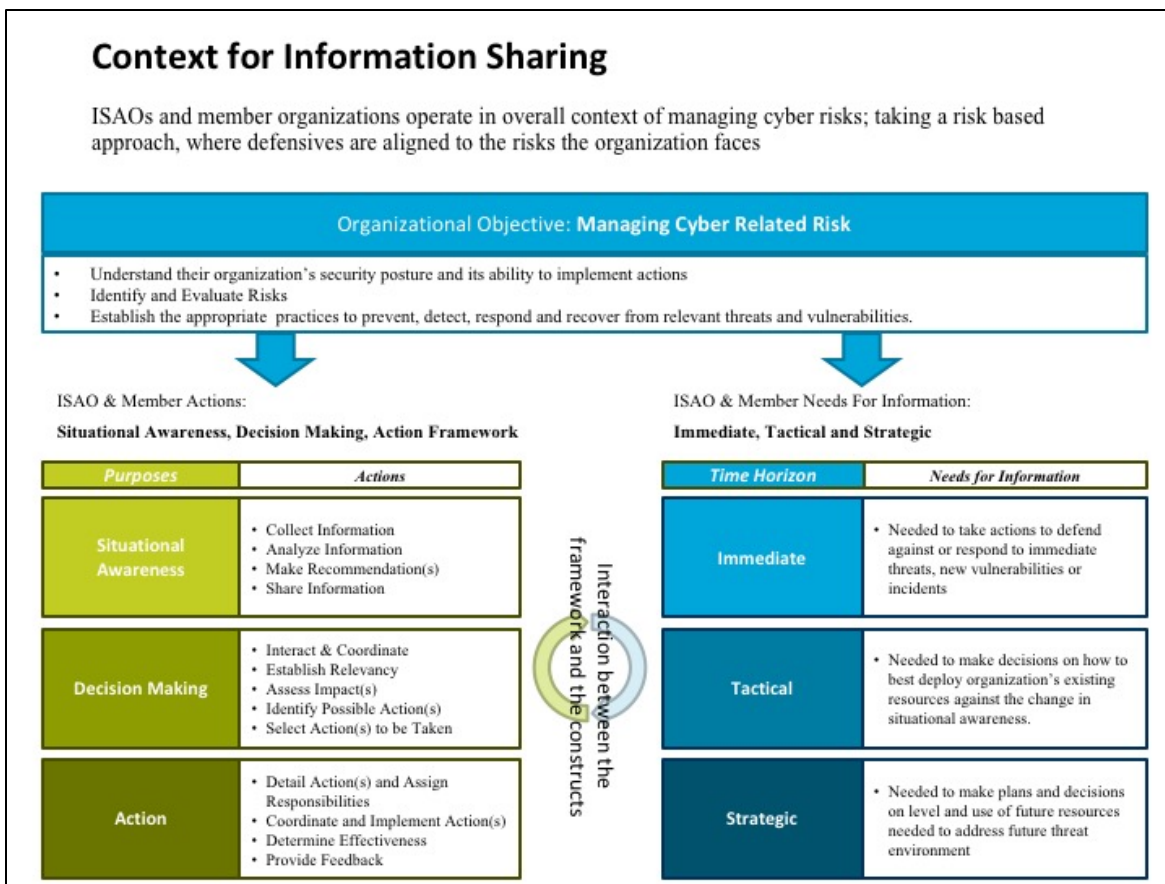 Context for Information Sharing
ISAOs and member organizations operate in overall context of managing cyber risks; taking a risk based
approach, where defensives are aligned to the risks the organization faces
Organizational Objective: Managing Cyber Related Risk
• Understand their organization's security posture and its ability to implement actions
• Identify and Evaluate Risks
• Establish the appropriate practices to prevent, detect, respond and recover from relevant threats and vulnerabilities.
ISAO & Member Actions:
Situational Awareness, Decision Making, Action Framework
Purposes
Actions
Situational
Awareness
• Collect Information
• Analyze Information
• Make Recommendation(s)
• Share Information
Decision Making
• Interact & Coordinate
• Establish Relevancy
• Assess Impact(s)
• Identify Possible Action(s)
• Select Action(s) to be Taken
Action
• Detail Action(s) and Assign
Responsibilities
• Coordinate and Implement Action(s)
• Determine Effectiveness
• Provide Feedback
Interaction between the
framework and the constructs
ISAO & Member Needs For Information:
Immediate, Tactical and Strategic
Time Horizon
Needs for Information
Immediate
• Needed to take actions to defend
against or respond to immediate
threats, new vulnerabilities or
incidents
Tactical
• Needed to make decisions on how to
best deploy organization's existing
resources against the change in
situational awareness.
Strategic
• Needed to make plans and decisions
on level and use of future resources
needed to address future threat
environment